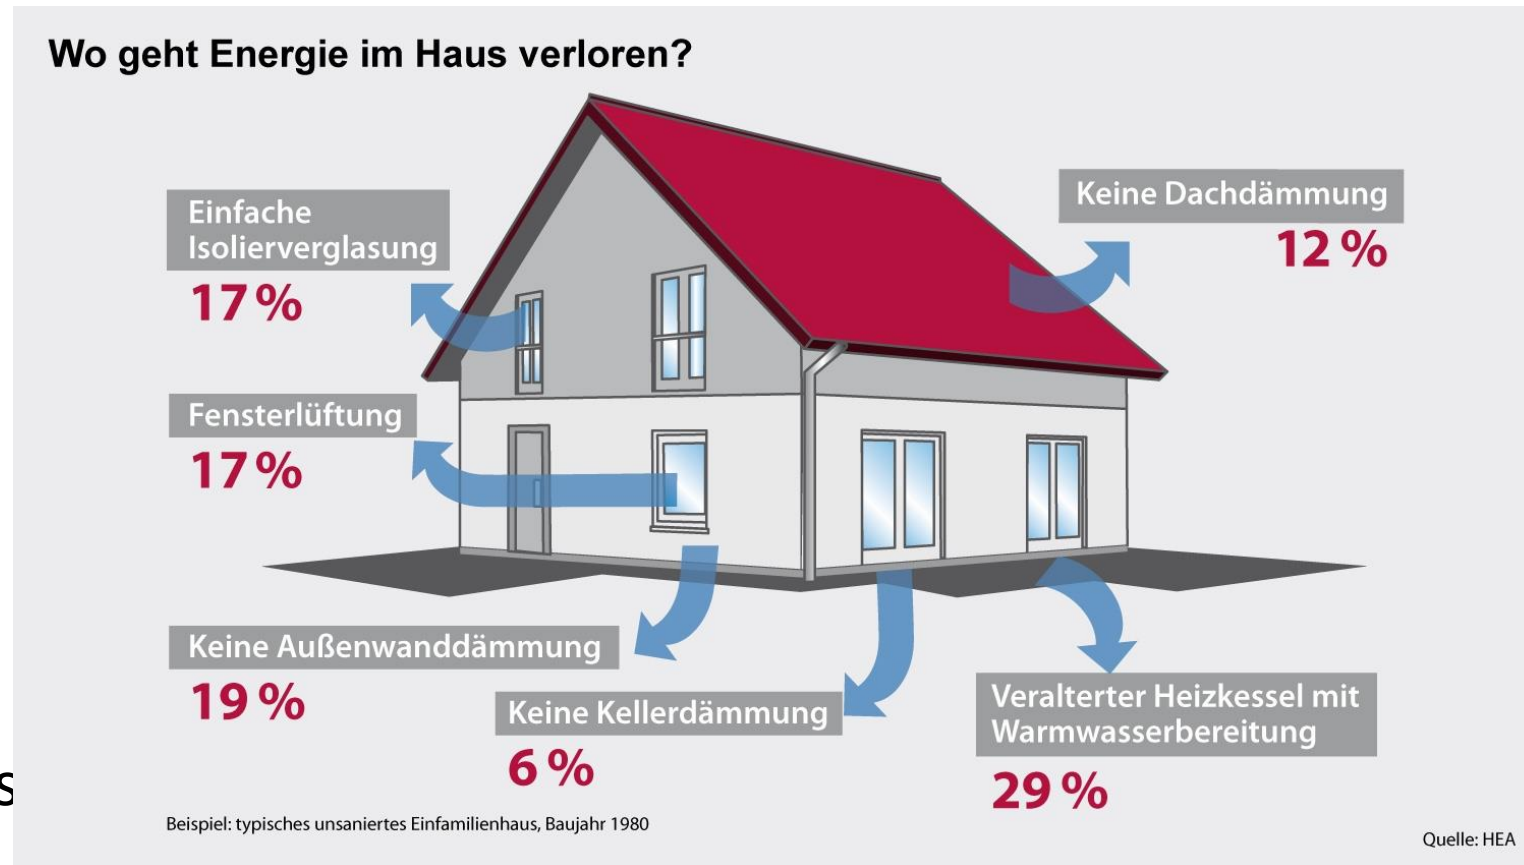 Wo geht Energie im Haus verloren?
Keine Dachdämmung
12 %
Einfache
Isolierverglasung
17 %
Fensterlüftung
17 %
Keine Außenwanddämmung
19 %
Keine Kellerdämmung
6 %
Veralterter Heizkessel mit
Warmwasserbereitung
29 %
s
Beispiel: typisches unsaniertes Einfamilienhaus, Baujahr 1980
Quelle: HEA